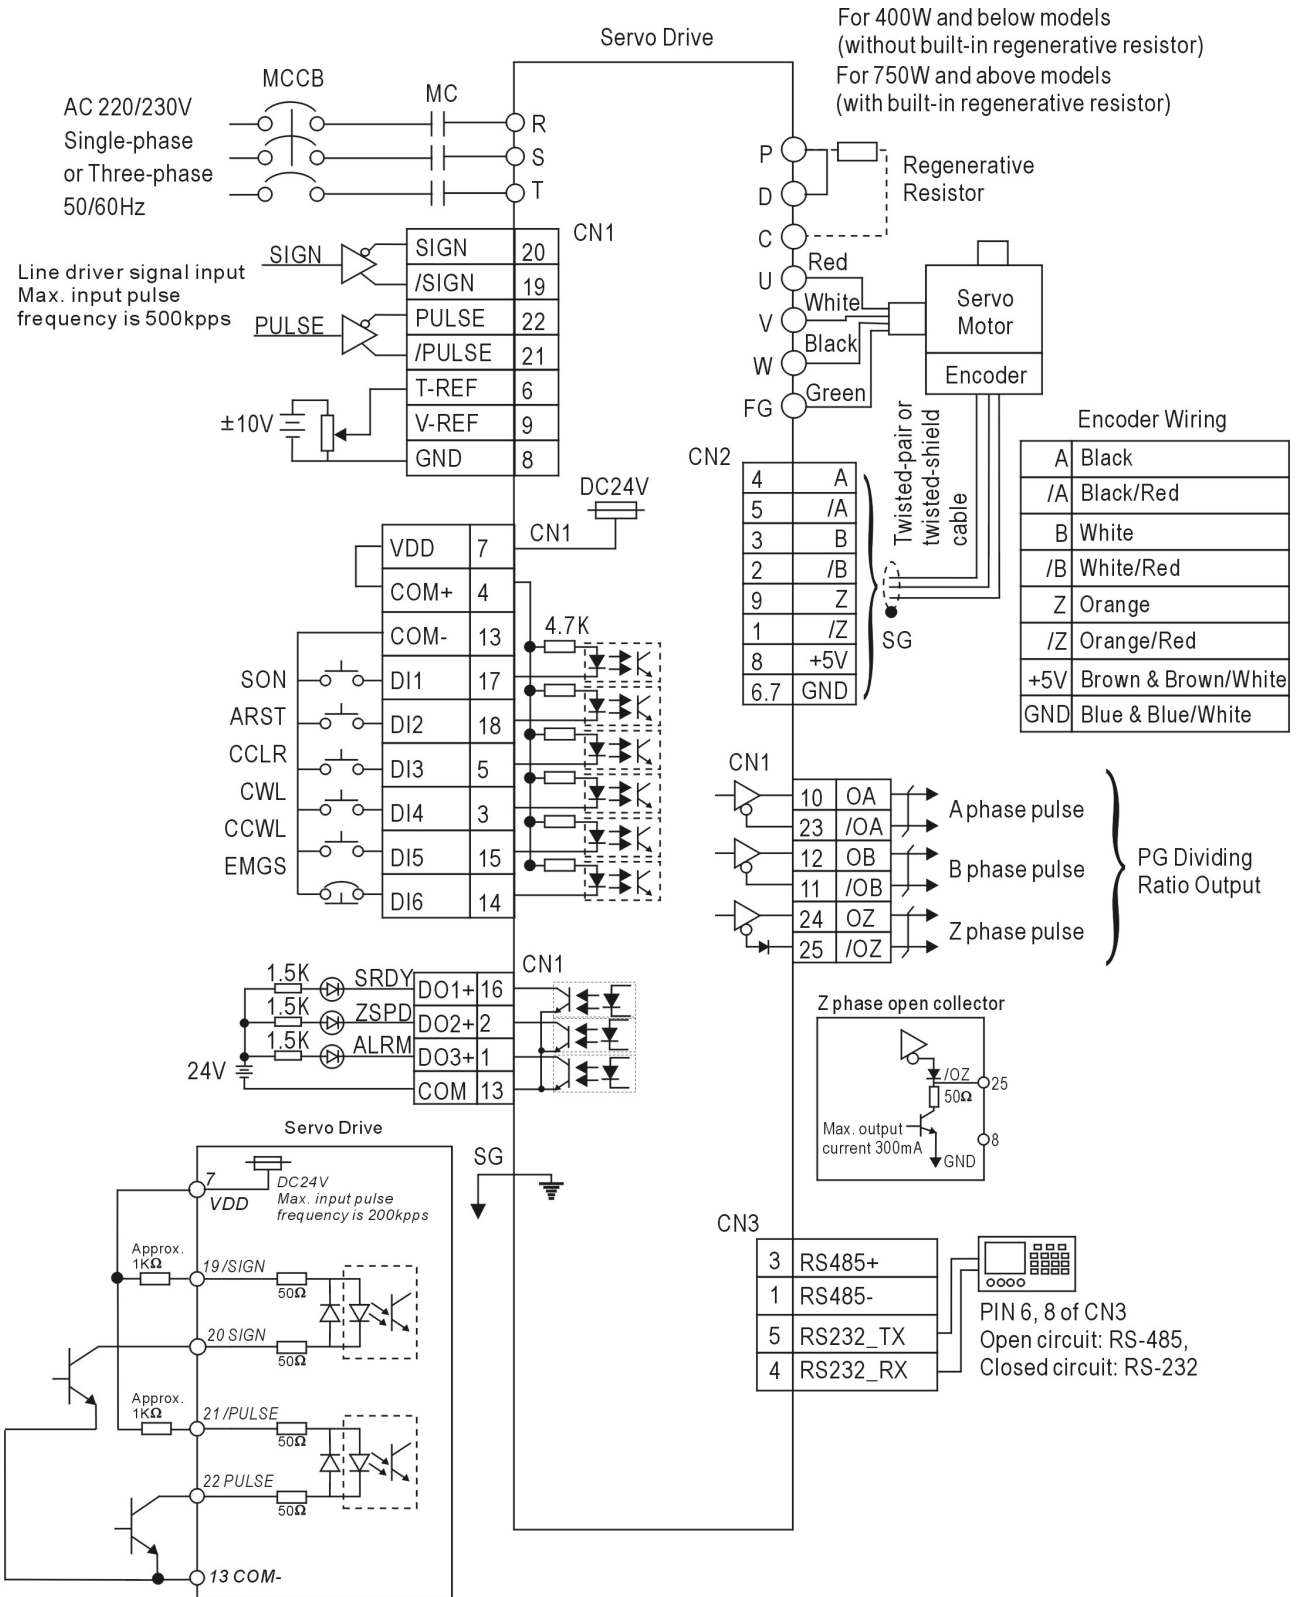 Servo Drive
For 400W and below models
(without built-in regenerative resistor)
For 750W and above models
(with built-in regenerative resistor)
MCCB
MC
AC 220/230V
Single-phase
or Three-phase
50/60Hz
R
S
T
P
D
C
Regenerative
Resistor
CN1
SIGN
SIGN 20
/SIGN 19
PULSE
PULSE 22
/PULSE 21
T-REF 6
V-REF 9
GND 8
Line driver signal input
Max. input pulse
frequency is 500kpps
±10V
U Red
V White
W Black
FG Green
Servo
Motor
Encoder
Twisted-pair or
twisted-shield
cable
SG
CN2
4 A
5 /A
3 B
2 /B
9 Z
1 /Z
8 +5V
6.7 GND
Encoder Wiring
A Black
/A Black/Red
B White
/B White/Red
Z Orange
/Z Orange/Red
+5V Brown & Brown/White
GND Blue & Blue/White
DC24V
CN1
VDD 7
COM+ 4
COM- 13
SON DI1 17
ARST DI2 18
CCLR DI3 5
CWL DI4 3
CCWL DI5 15
EMGS DI6 14
4.7K
CN1
10 OA
23 /OA
12 OB
11 /OB
24 OZ
25 /OZ
A phase pulse
B phase pulse
Z phase pulse
PG Dividing
Ratio Output
CN1
1.5K SRDY DO1+ 16
1.5K ZSPD DO2+ 2
1.5K ALRM DO3+ 1
24V COM 13
Z phase open collector
/OZ
25
50Ω
Max. output
current 300mA
8
GND
SG
Servo Drive
7
VDD
DC24V
Max. input pulse
frequency is 200kpps
Approx.
1KΩ
19 /SIGN
50Ω
20 SIGN
50Ω
Approx.
1KΩ
21 /PULSE
50Ω
22 PULSE
50Ω
13 COM-
CN3
3 RS485+
1 RS485-
5 RS232_TX
4 RS232_RX
PIN 6, 8 of CN3
Open circuit: RS-485,
Closed circuit: RS-232